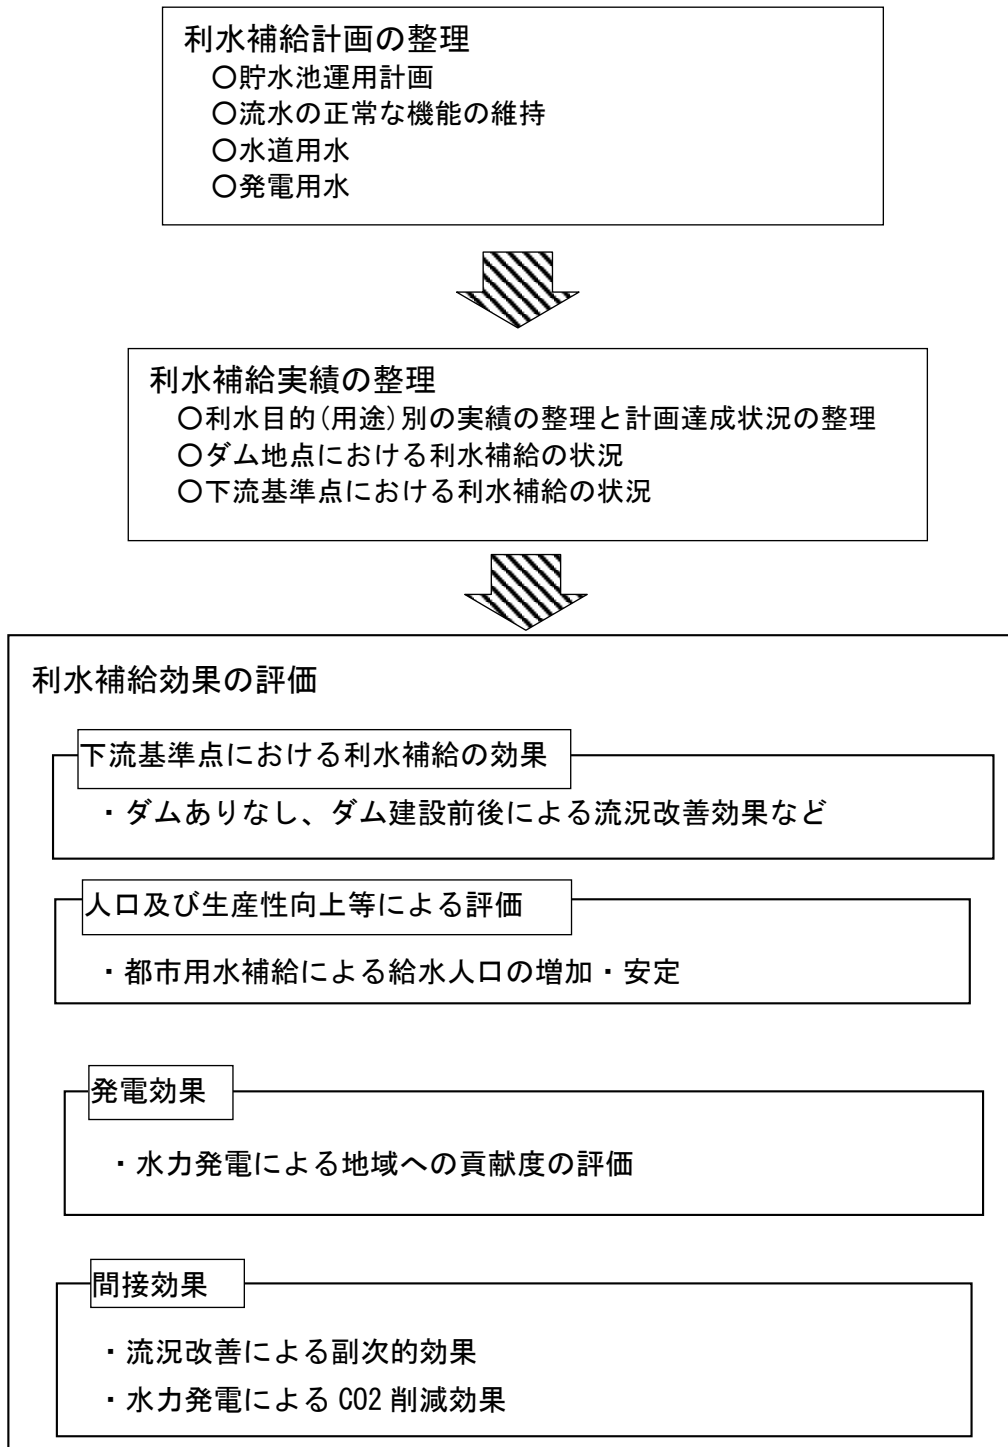 利水補給計画の整理
○貯水池運用計画
○流水の正常な機能の維持
○水道用水
○発電用水
利水補給実績の整理
○利水目的(用途)別の実績の整理と計画達成状況の整理
○ダム地点における利水補給の状況
○下流基準点における利水補給の状況
利水補給効果の評価
下流基準点における利水補給の効果
・ダムありなし、ダム建設前後による流況改善効果など
人口及び生産性向上等による評価
・都市用水補給による給水人口の増加・安定
発電効果
・水力発電による地域への貢献度の評価
間接効果
・流況改善による副次的効果
・水力発電による CO2 削減効果